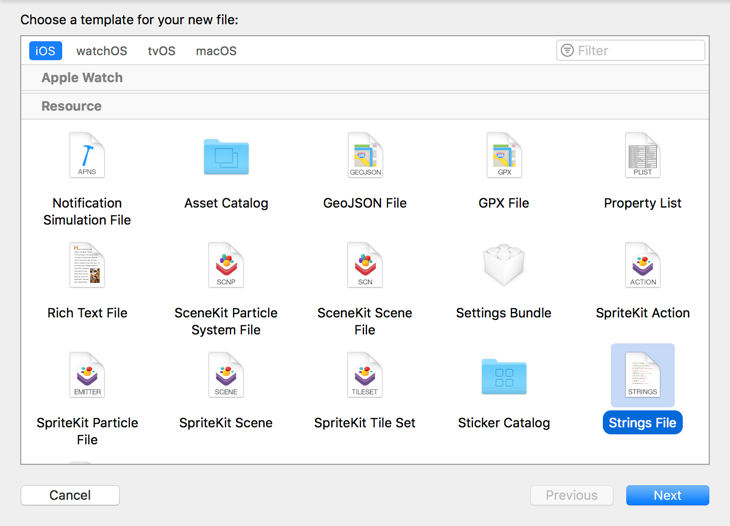 Choose a template for your new file:
iOS watchOS tvOS macOS Filter
Apple Watch
Resource
APNS GEOJSON GPX PLIST
Notification Simulation File
Asset Catalog
GeoJSON File
GPX File
Property List
SCNP SCN ACTION
Rich Text File
SceneKit Particle System File
SceneKit Scene File
Settings Bundle
SpriteKit Action
EMITTER SCENE TILESET STRINGS
SpriteKit Particle File
SpriteKit Scene
SpriteKit Tile Set
Sticker Catalog
Strings File
Cancel Previous Next